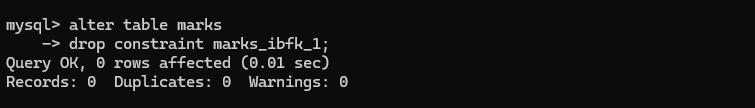 mysql> alter table marks
    -> drop constraint marks_ibfk_1;
Query OK, 0 rows affected (0.01 sec)
Records: 0  Duplicates: 0  Warnings: 0